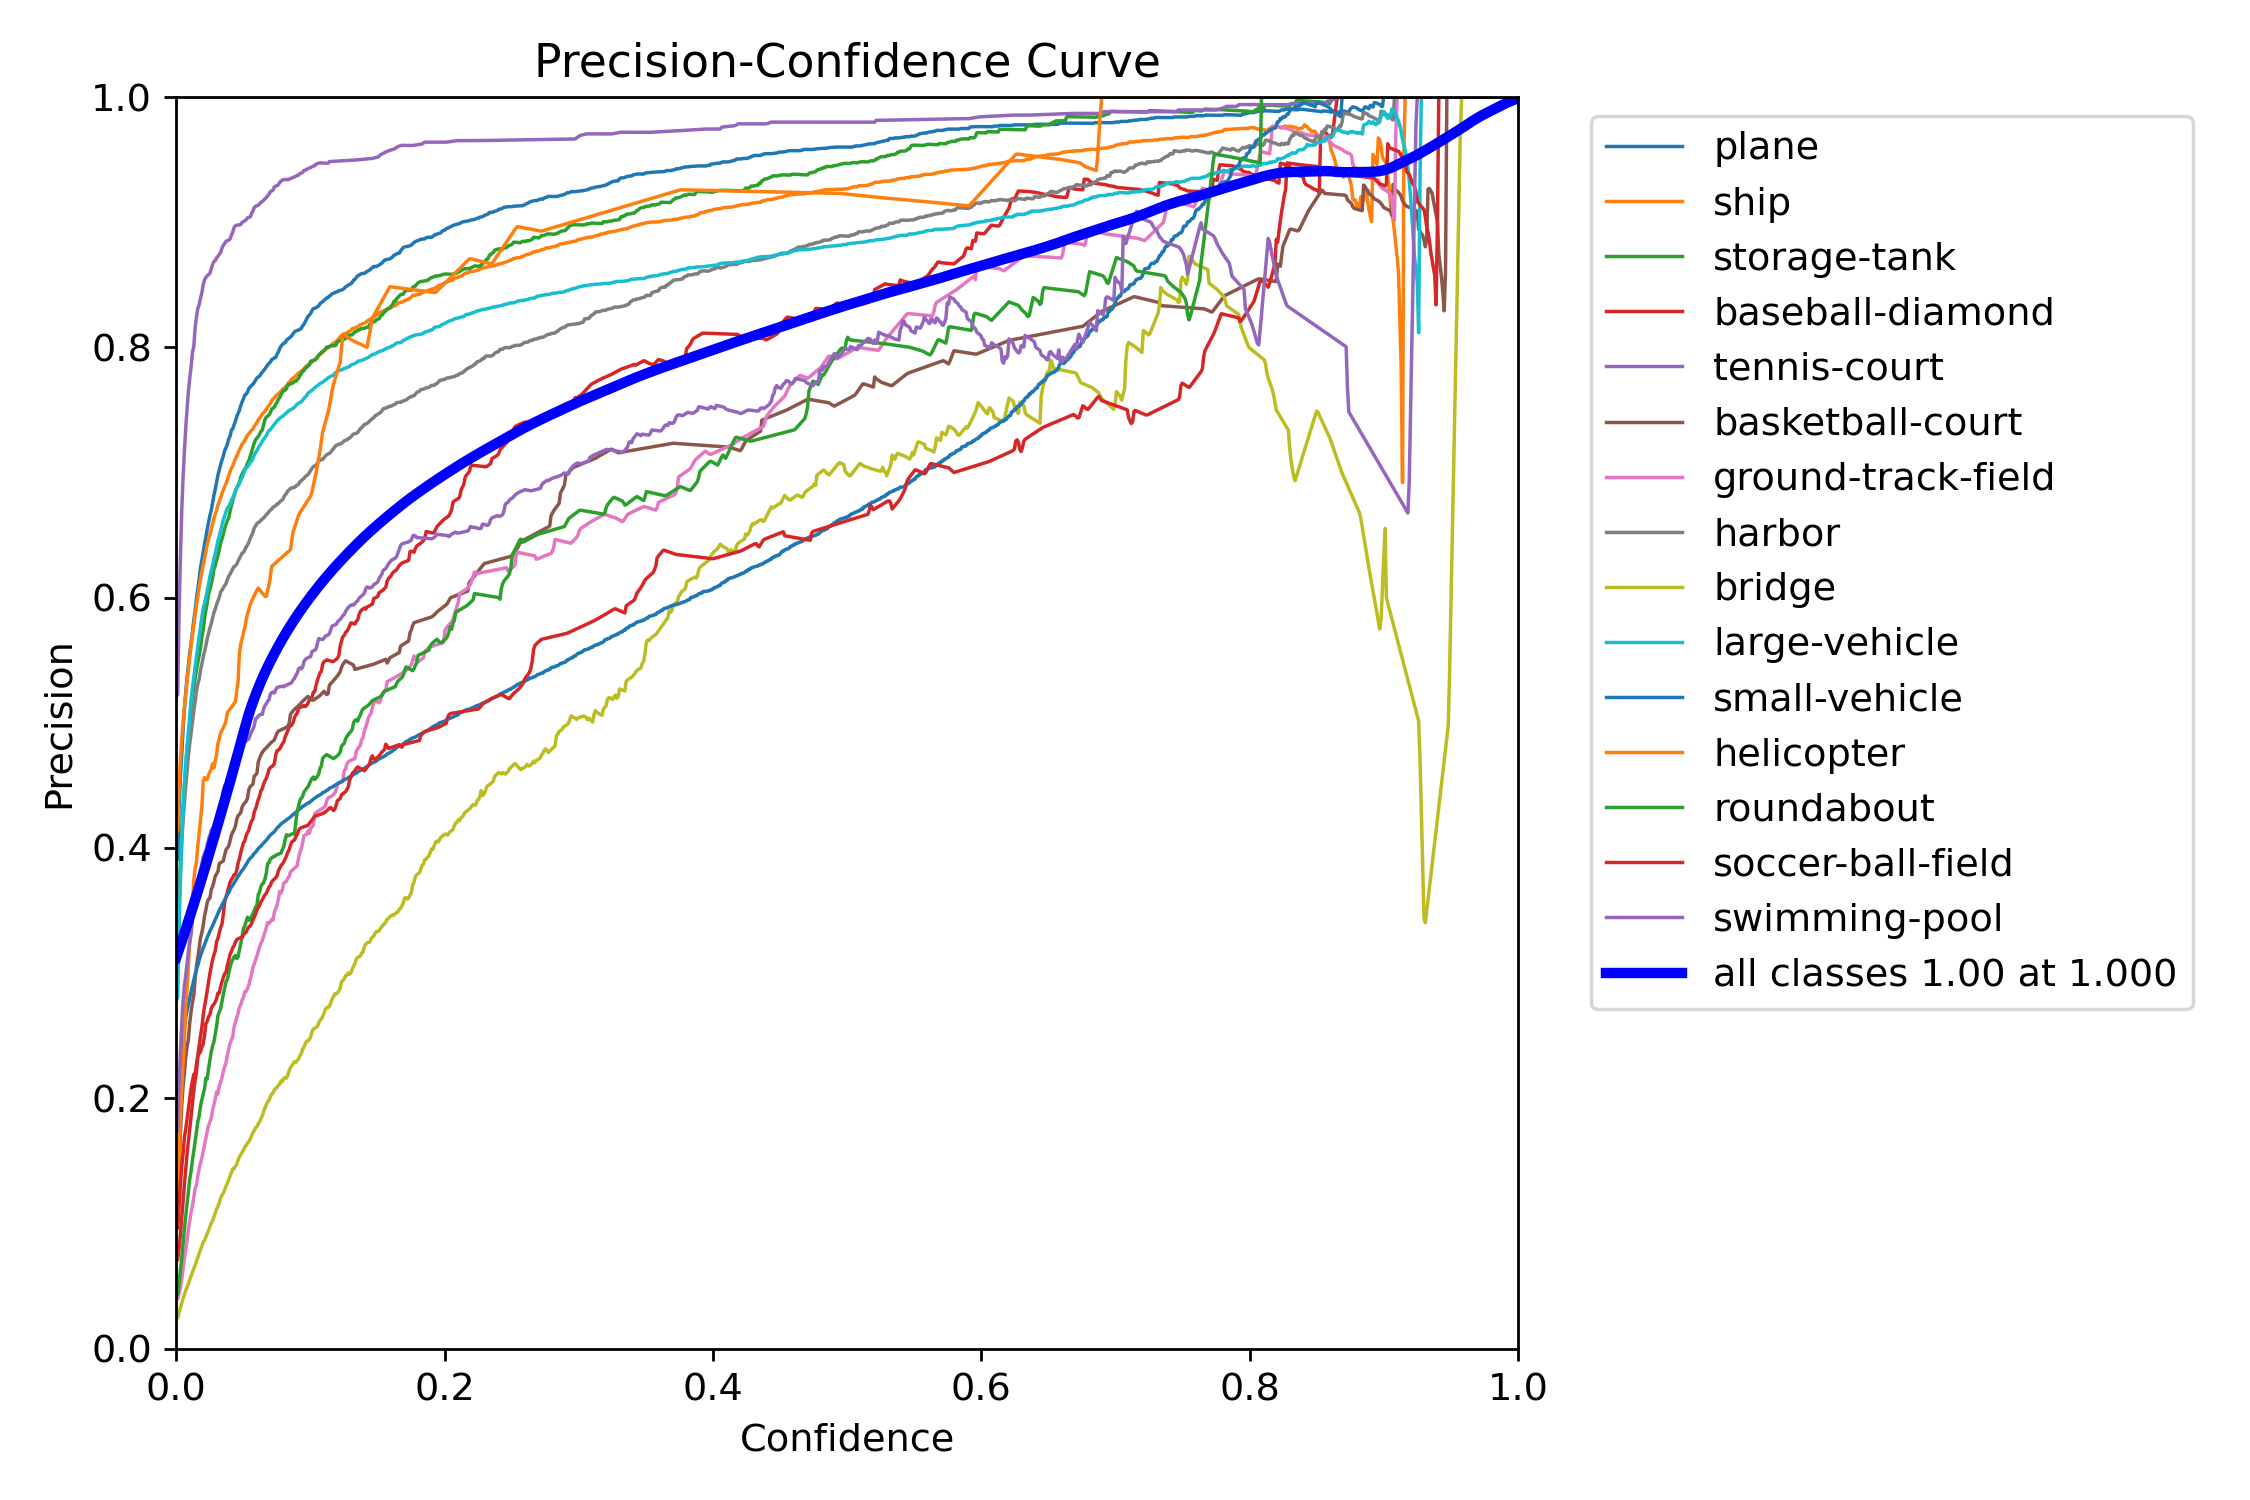 Precision-Confidence Curve
1.0
0.8
0.6
0.4
0.2
0.0
Precision
0.0 0.2 0.4 0.6 0.8 1.0
Confidence
plane
ship
storage-tank
baseball-diamond
tennis-court
basketball-court
ground-track-field
harbor
bridge
large-vehicle
small-vehicle
helicopter
roundabout
soccer-ball-field
swimming-pool
all classes 1.00 at 1.000